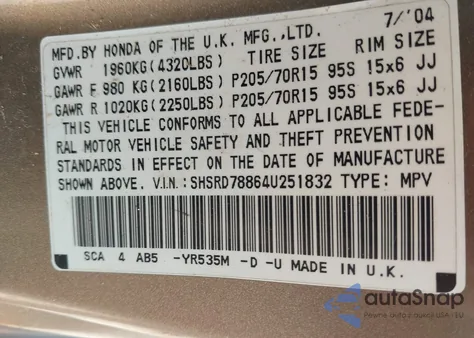 MFD.BY HONDA OF THE U.K. MFG.,LTD. 7/'04
GVWR 1960KG(4320LBS) TIRE SIZE RIM SIZE
GAWR F 980 KG(2160LBS) P205/70R15 95S 15x6 JJ
GAWR R 1020KG(2250LBS) P205/70R15 95S 15x6 JJ
THIS VEHICLE CONFORMS TO ALL APPLICABLE FEDE-
RAL MOTOR VEHICLE SAFETY AND THEFT PREVENTION
STANDARDS IN EFFECT ON THE DATE OF MANUFACTURE
SHOWN ABOVE. V.I.N.: SHSRD78864U251832 TYPE: MPV
SCA 4 AB5 -YR535M -D -U MADE IN U.K.
autoSnap